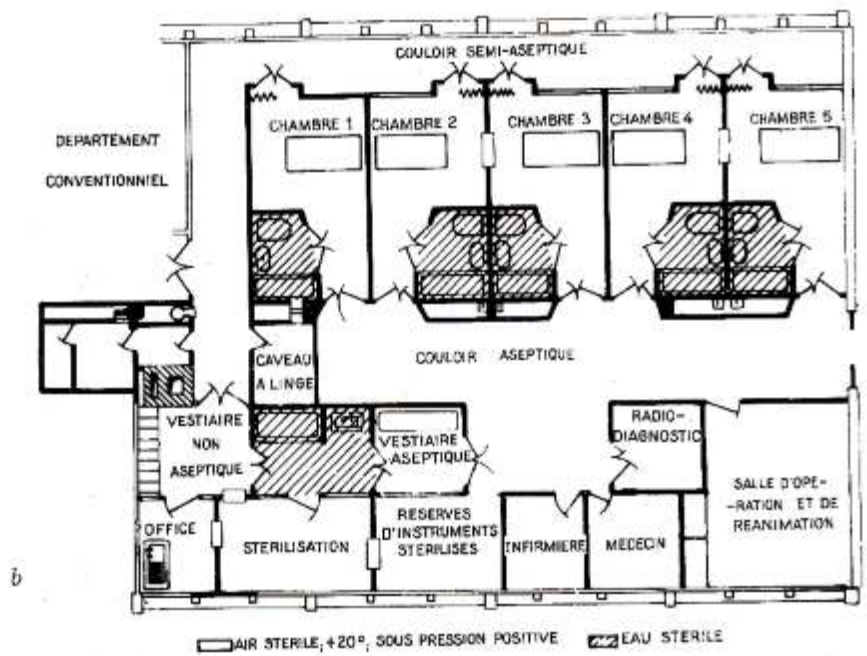 COULOIR SEMI-ASEPTIQUE
DEPARTEMENT
CONVENTIONNIEL
CHAMBRE 1
CHAMBRE 2
CHAMBRE 3
CHAMBRE 4
CHAMBRE 5
CAVEAU
A LINGE
COULOIR ASEPTIQUE
VESTIAIRE
NON
ASEPTIQUE
VESTIAIRE
ASEPTIQUE
RADIO-
DIAGNOSTIC
SALLE D'OPE-
-RATION ET DE
REANIMATION
OFFICE
STERILISATION
RESERVES
D'INSTRUMENTS
STERILISES
INFIRMIERE
MEDECIN
b
AIR STERILE, +20°, SOUS PRESSION POSITIVE
EAU STERILE